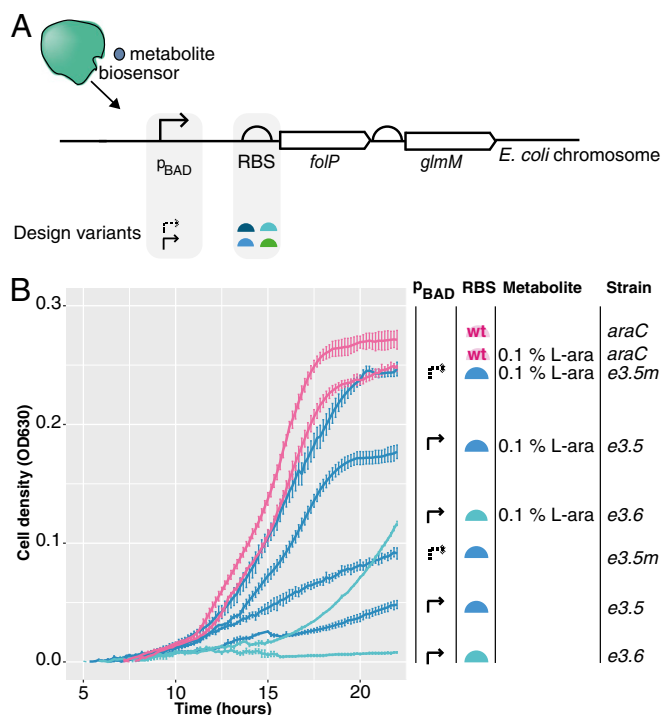 A
metabolite
biosensor
pBAD
RBS
folP
glmM
E. coli chromosome
Design variants
B
pBAD RBS Metabolite Strain
0.3
0.2
0.1
0.0
Cell density (OD630)
5 10 15 20
Time (hours)
wt araC
wt 0.1 % L-ara araC
0.1 % L-ara e3.5m
0.1 % L-ara e3.5
0.1 % L-ara e3.6
e3.5m
e3.5
e3.6